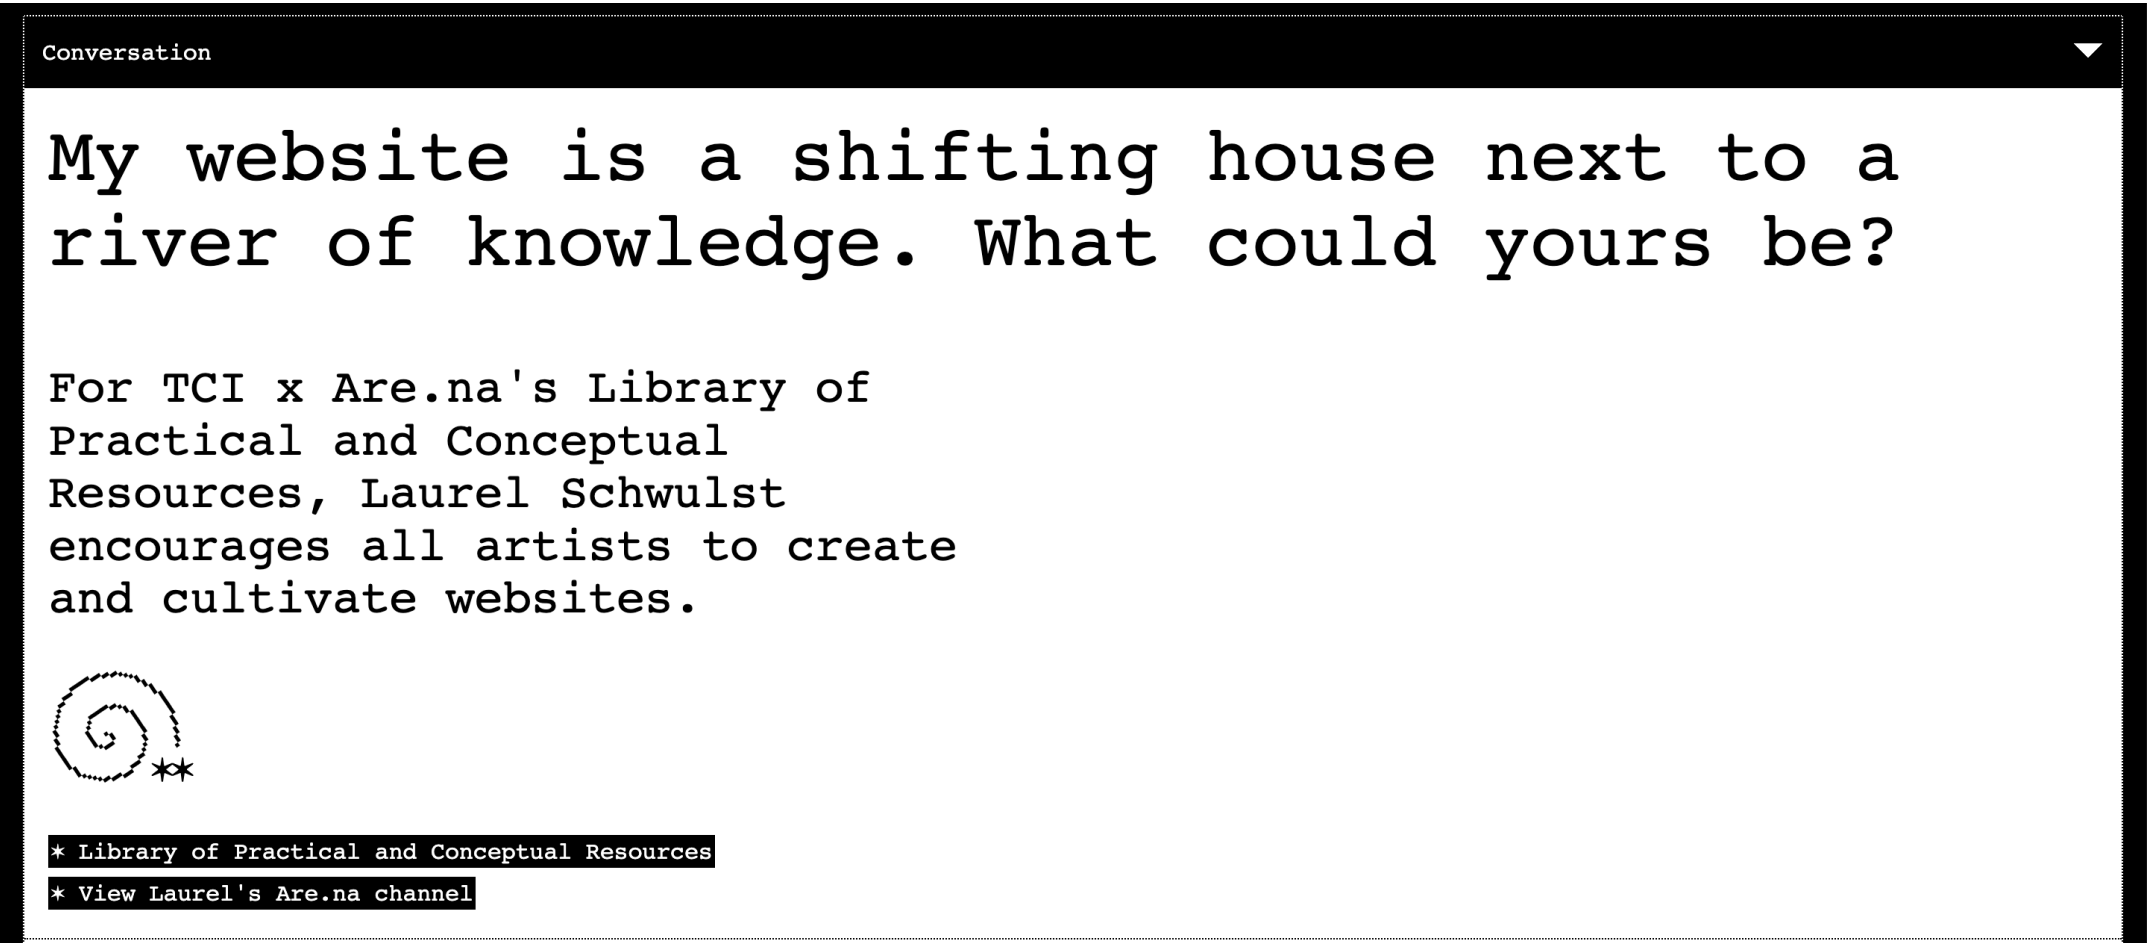 Conversation
My website is a shifting house next to a
river of knowledge. What could yours be?
For TCI x Are.na's Library of
Practical and Conceptual
Resources, Laurel Schwulst
encourages all artists to create
and cultivate websites.
**
✶ Library of Practical and Conceptual Resources
✶ View Laurel's Are.na channel